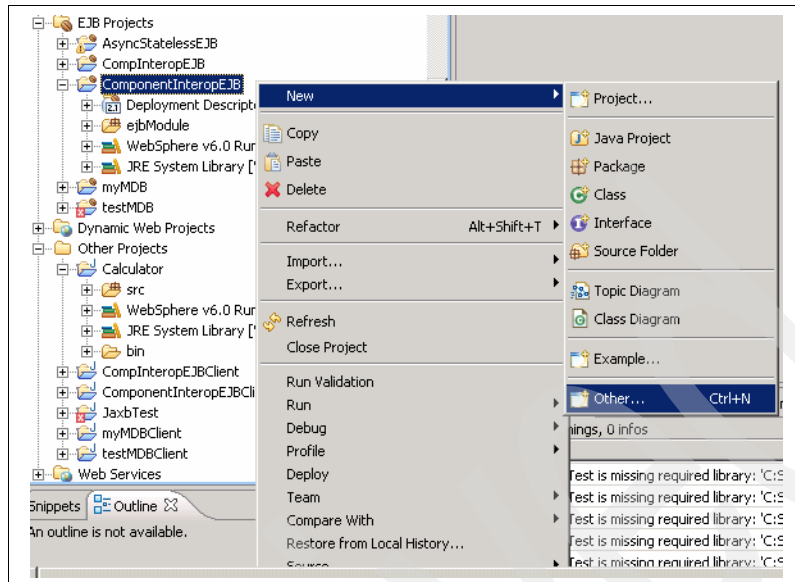 EJB Projects
AsyncStatelessEJB
CompInteropEJB
ComponentInteropEJB
Deployment Descript
ejbModule
WebSphere v6.0 Rur
JRE System Library ['
myMDB
testMDB
Dynamic Web Projects
Other Projects
Calculator
src
WebSphere v6.0 Rur
JRE System Library ['
bin
CompInteropEJBClient
ComponentInteropEJBCli
JaxbTest
myMDBClient
testMDBClient
Web Services
Snippets Outline
An outline is not available.
New
Copy
Paste
Delete
Refactor Alt+Shift+T
Import...
Export...
Refresh
Close Project
Run Validation
Run
Debug
Profile
Deploy
Team
Compare With
Restore from Local History...
Source
Project...
Java Project
Package
Class
Interface
Source Folder
Topic Diagram
Class Diagram
Example...
Other... Ctrl+N
nings, 0 infos
Test is missing required library: 'C:S
Test is missing required library: 'C:S
Test is missing required library: 'C:S
Test is missing required library: 'C:S
Test is missing required library: 'C:S